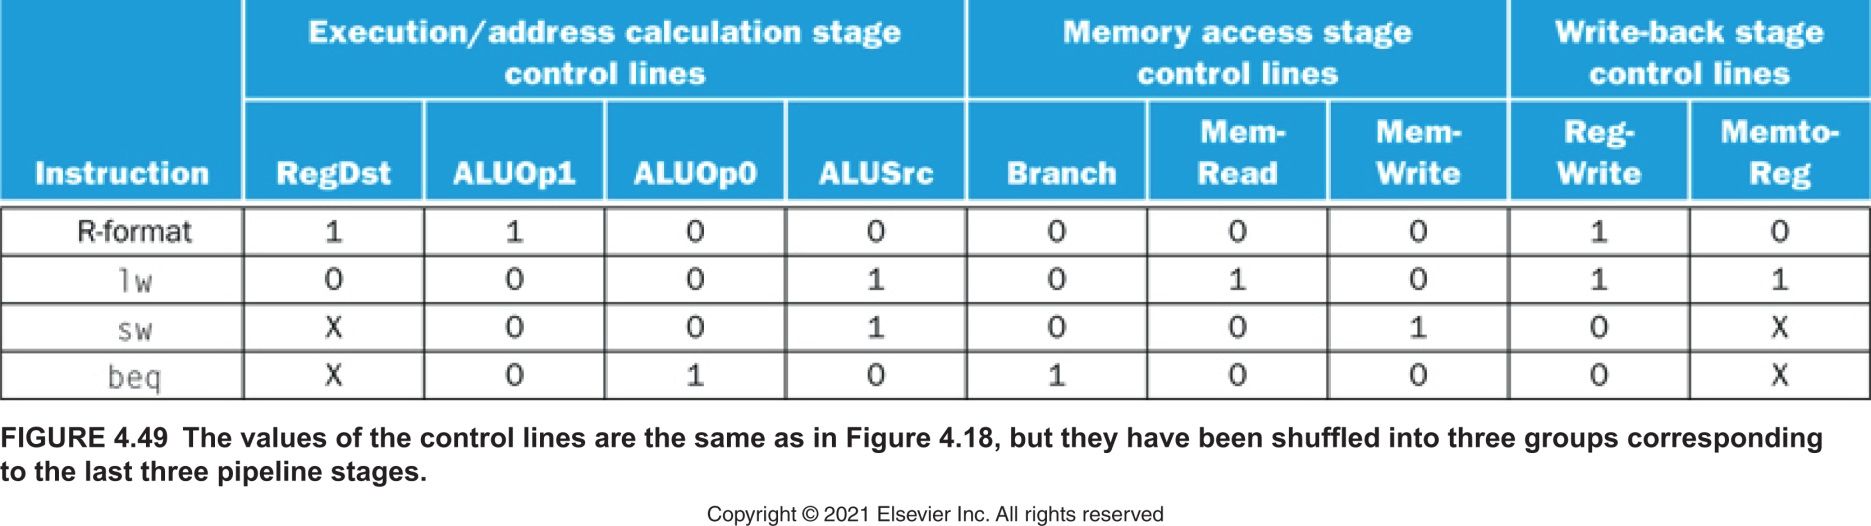 Execution/address calculation stage control lines Memory access stage control lines Write-back stage control lines
Instruction RegDst ALUOp1 ALUOp0 ALUSrc Branch Mem-Read Mem-Write Reg-Write Memto-Reg
R-format 1 1 0 0 0 0 0 1 0
lw 0 0 0 1 0 1 0 1 1
sw X 0 0 1 0 0 1 0 X
beq X 0 1 0 1 0 0 0 X
FIGURE 4.49 The values of the control lines are the same as in Figure 4.18, but they have been shuffled into three groups corresponding
to the last three pipeline stages.
Copyright © 2021 Elsevier Inc. All rights reserved